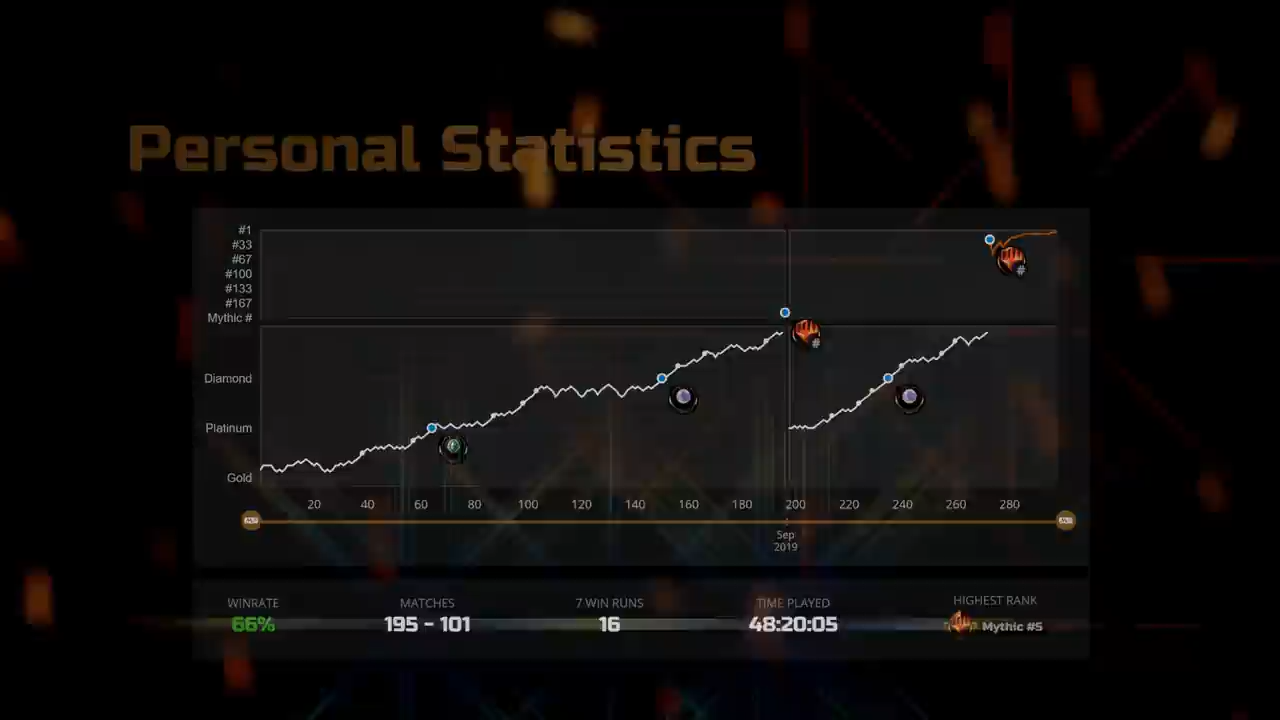 Personal Statistics
#1
#33
#67
#100
#133
#167
Mythic #
Diamond
Platinum
Gold
#
#
20 40 60 80 100 120 140 160 180 200 220 240 260 280
Sep
2019
WINRATE MATCHES 7 WIN RUNS TIME PLAYED HIGHEST RANK
66% 195 - 101 16 48:20:05 Mythic #5